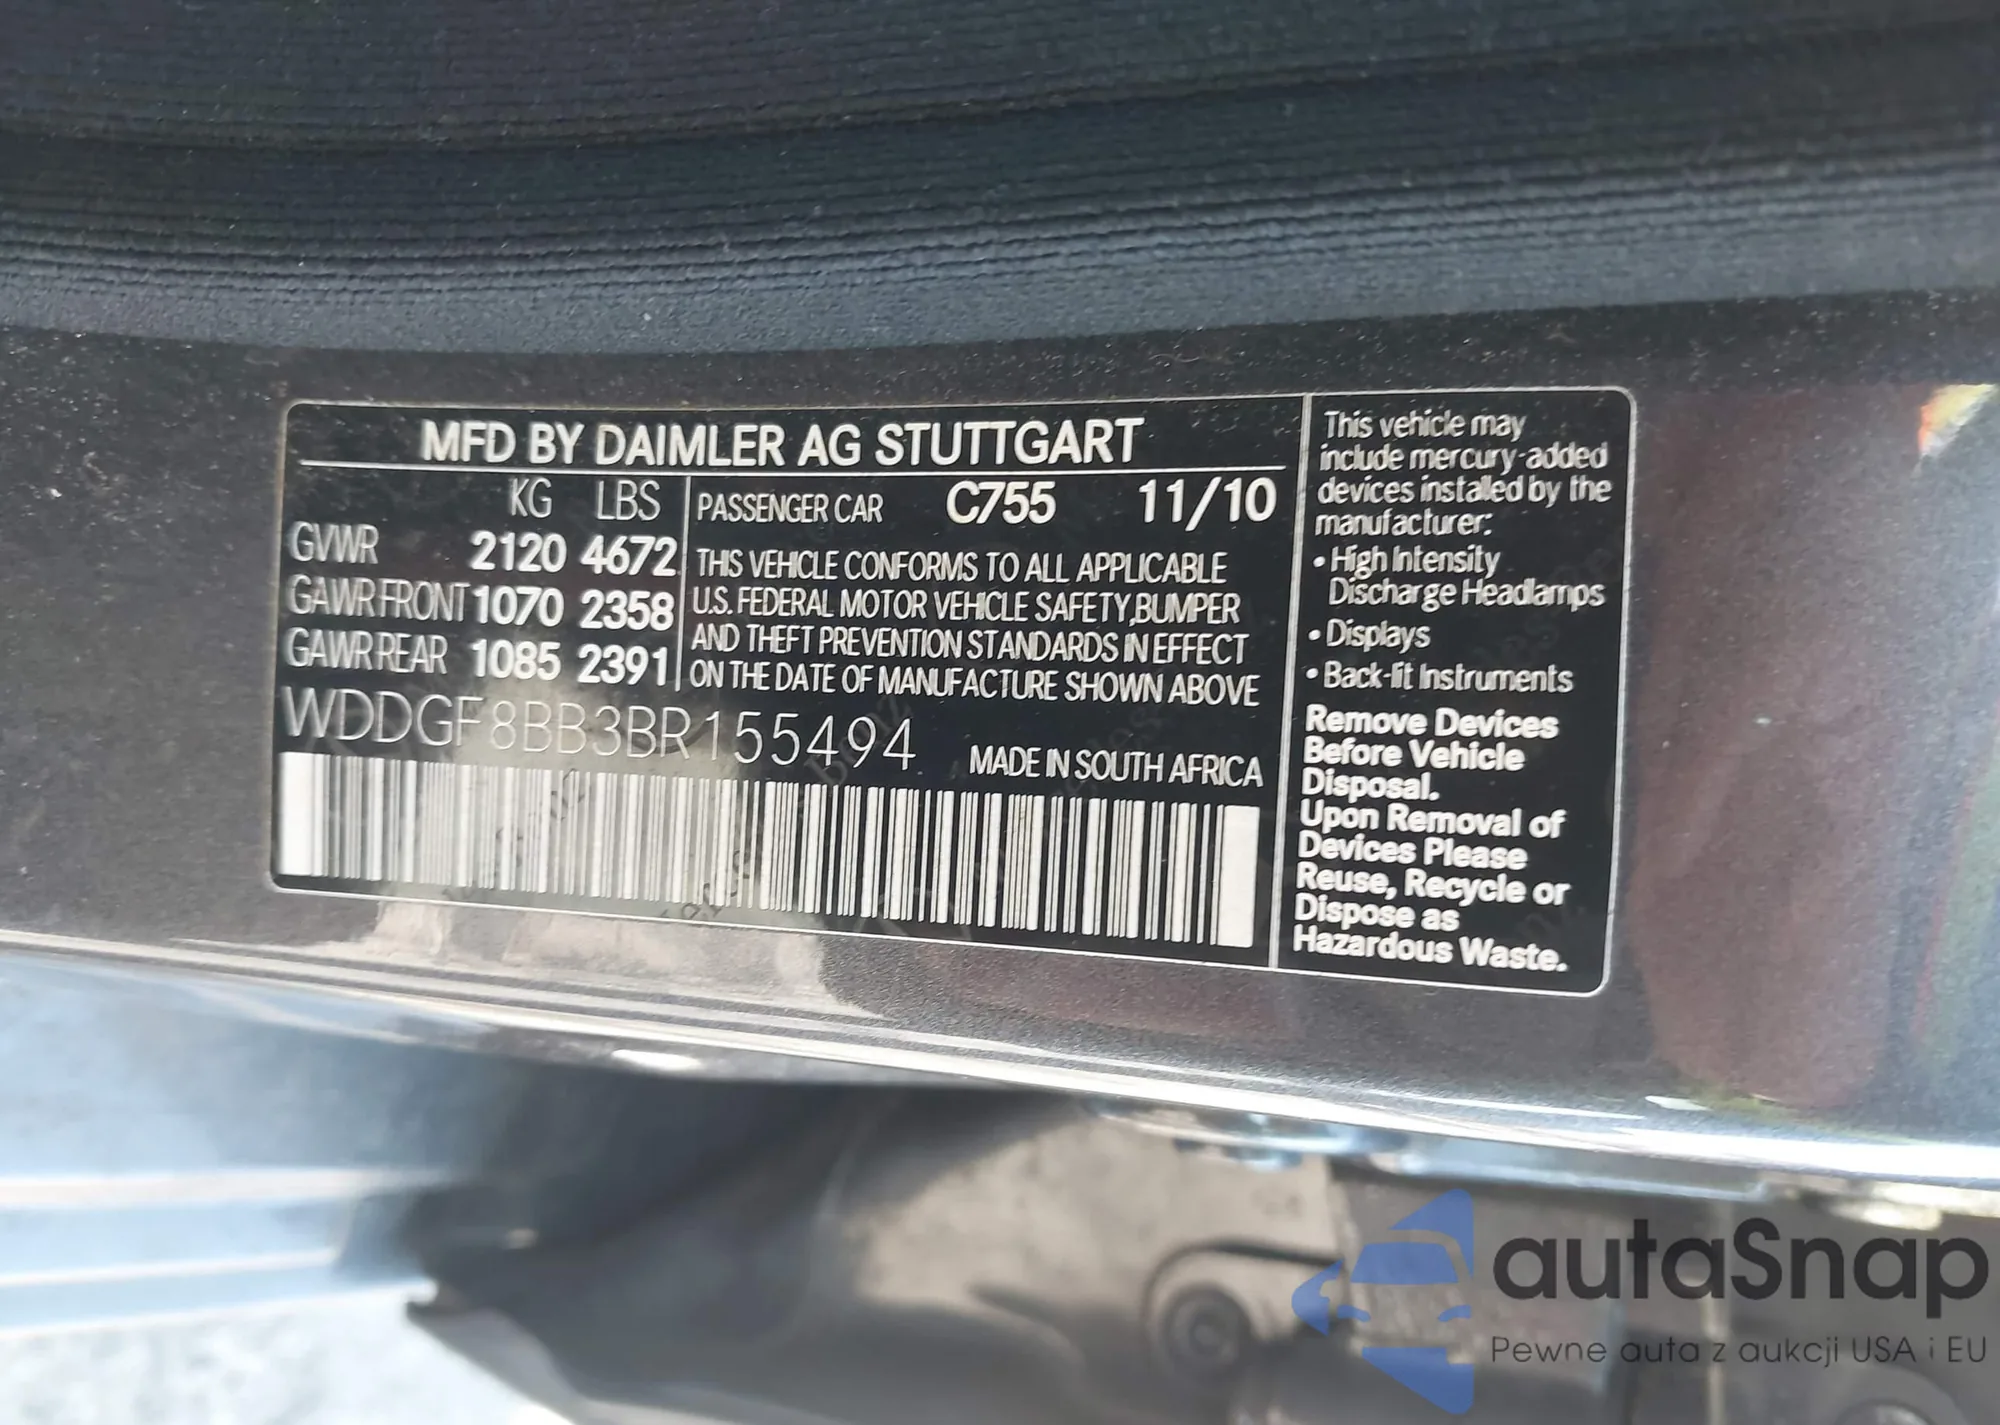 MFD BY DAIMLER AG STUTTGART
KG LBS
GVWR 2120 4672
GAWR FRONT 1070 2358
GAWR REAR 1085 2391
PASSENGER CAR C755 11/10
THIS VEHICLE CONFORMS TO ALL APPLICABLE
U.S. FEDERAL MOTOR VEHICLE SAFETY, BUMPER
AND THEFT PREVENTION STANDARDS IN EFFECT
ON THE DATE OF MANUFACTURE SHOWN ABOVE
WDDGF8BB3BR155494
MADE IN SOUTH AFRICA
This vehicle may
include mercury-added
devices installed by the
manufacturer:
• High Intensity
Discharge Headlamps
• Displays
• Back-lit Instruments
Remove Devices
Before Vehicle
Disposal.
Upon Removal of
Devices Please
Reuse, Recycle or
Dispose as
Hazardous Waste.
autaSnap
Pewne auta z aukcji USA i EU